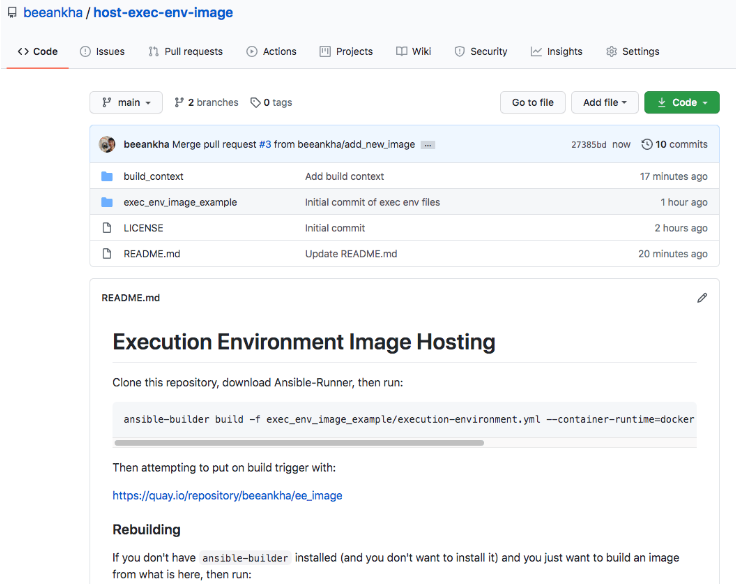 beeankha / host-exec-env-image
Code Issues Pull requests Actions Projects Wiki Security Insights Settings
main 2 branches 0 tags Go to file Add file Code
beeankha Merge pull request #3 from beeankha/add_new_image ... 27385bd now 10 commits
build_context Add build context 17 minutes ago
exec_env_image_example Initial commit of exec env files 1 hour ago
LICENSE Initial commit 2 hours ago
README.md Update README.md 20 minutes ago
README.md
Execution Environment Image Hosting
Clone this repository, download Ansible-Runner, then run:
ansible-builder build -f exec_env_image_example/execution-environment.yml --container-runtime=docker
Then attempting to put on build trigger with:
https://quay.io/repository/beeankha/ee_image
Rebuilding
If you don't have ansible-builder installed (and you don't want to install it) and you just want to build an image
from what is here, then run: